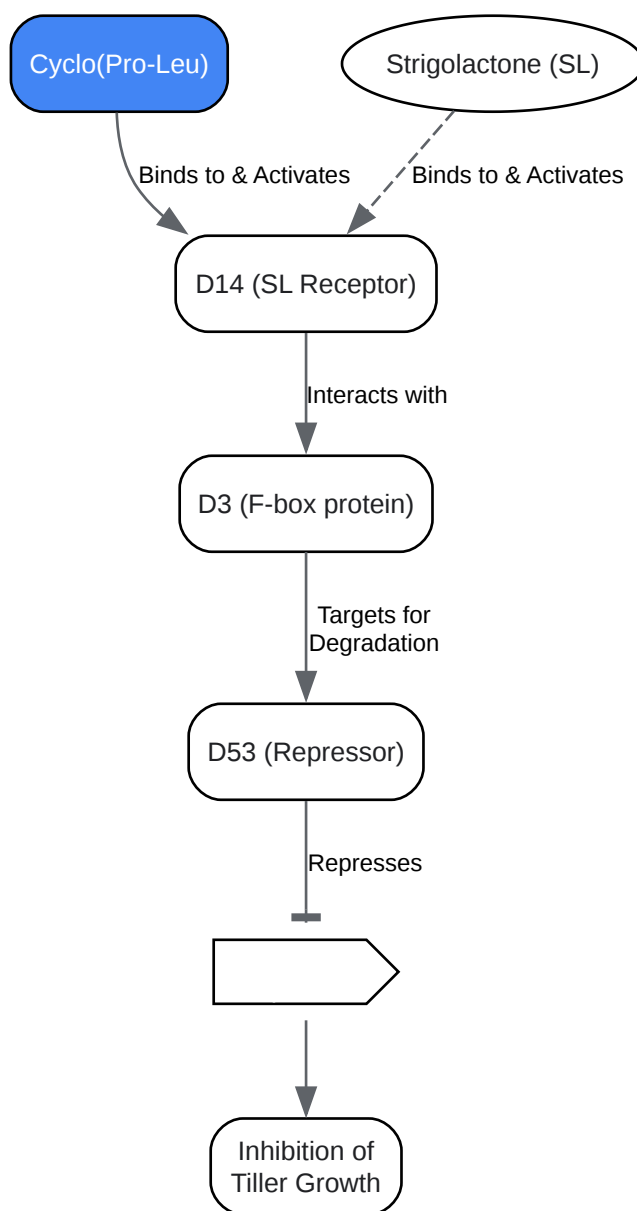 Cyclo(Pro-Leu)
Strigolactone (SL)
Binds to & Activates
Binds to & Activates
D14 (SL Receptor)
Interacts with
D3 (F-box protein)
Targets for
Degradation
D53 (Repressor)
Represses
Inhibition of
Tiller Growth